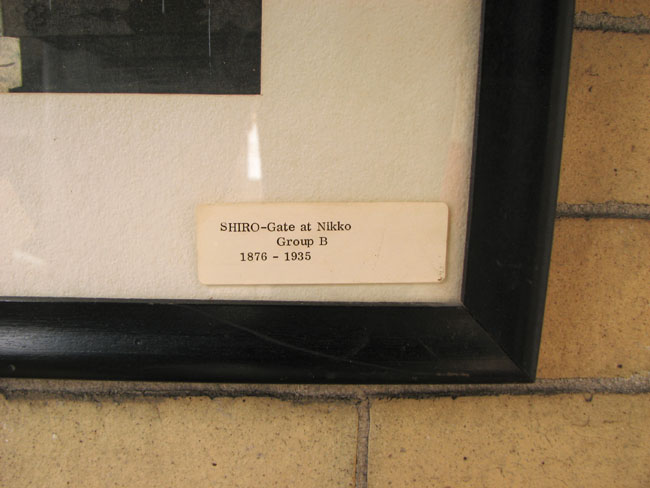 SHIRO-Gate at Nikko
Group B
1876 - 1935